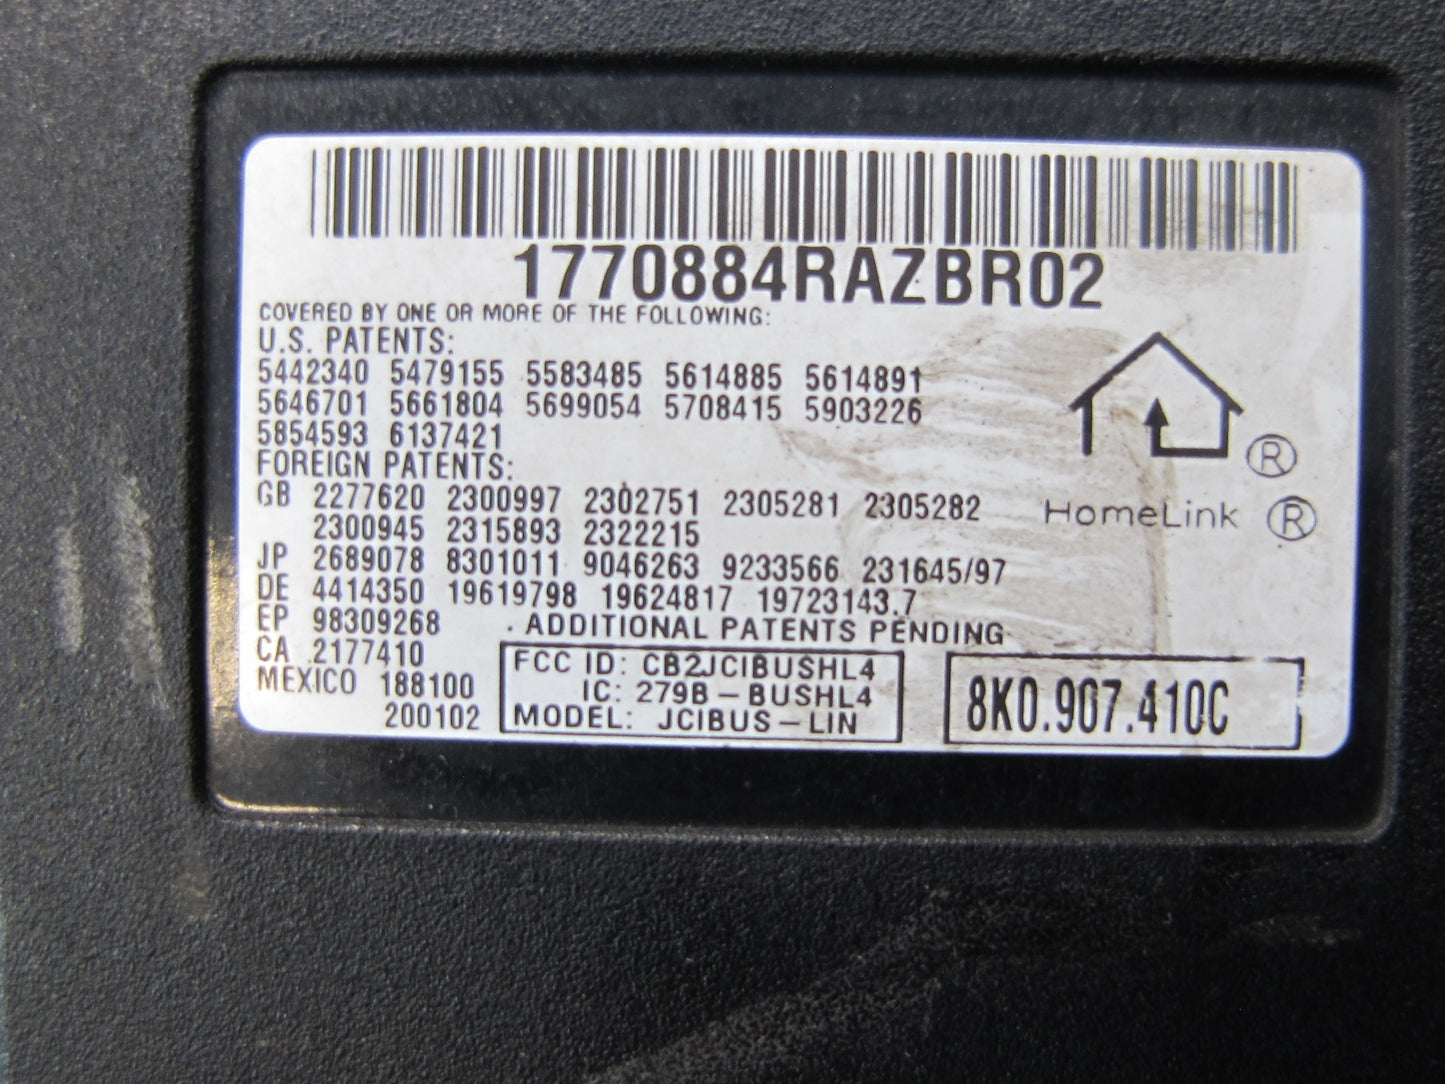 1770884RAZBR02
COVERED BY ONE OR MORE OF THE FOLLOWING:
U.S. PATENTS:
5442340 5479155 5583485 5614885 5614891
5646701 5661804 5699054 5708415 5903226
5854593 6137421
FOREIGN PATENTS:
GB 2277620 2300997 2302751 2305281 2305282
2300945 2315893 2322215
JP 2689078 8301011 9046263 9233566 231645/97
DE 4414350 19619798 19624817 19723143.7
EP 98309268 . ADDITIONAL PATENTS PENDING
CA 2177410
MEXICO 188100
200102
FCC ID: CB2JCIBUSHL4
IC: 279B-BUSHL4
MODEL: JCIBUS-LIN
8K0.907.410C
®
HomeLink ®